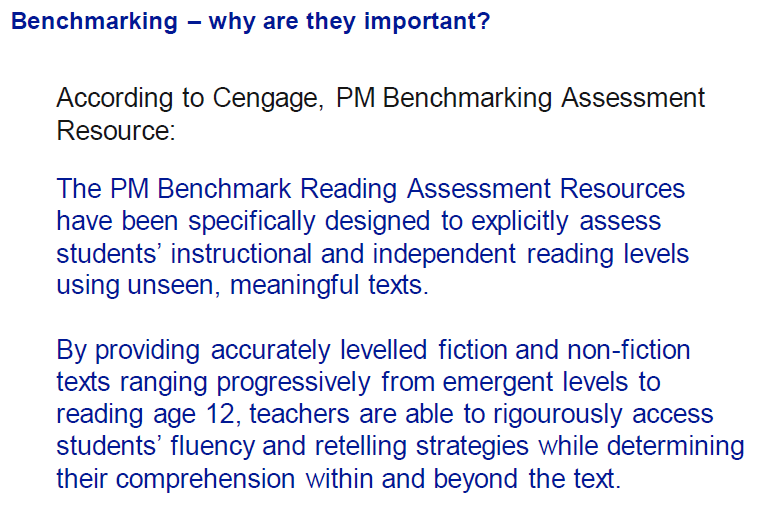 Benchmarking – why are they important?
According to Cengage, PM Benchmarking Assessment
Resource:
The PM Benchmark Reading Assessment Resources
have been specifically designed to explicitly assess
students’ instructional and independent reading levels
using unseen, meaningful texts.
By providing accurately levelled fiction and non-fiction
texts ranging progressively from emergent levels to
reading age 12, teachers are able to rigourously access
students’ fluency and retelling strategies while determining
their comprehension within and beyond the text.